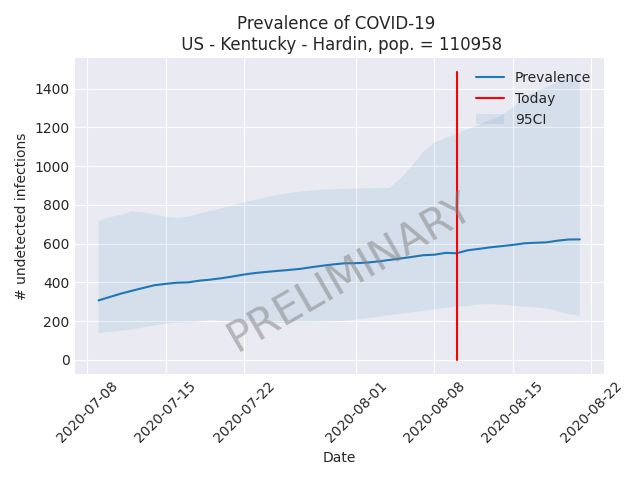 Prevalence of COVID-19
US - Kentucky - Hardin, pop. = 110958
# undetected infections
1400
1200
1000
800
600
400
200
0
Prevalence
Today
95CI
PRELIMINARY
2020-07-08
2020-07-15
2020-07-22
2020-08-01
2020-08-08
2020-08-15
2020-08-22
Date